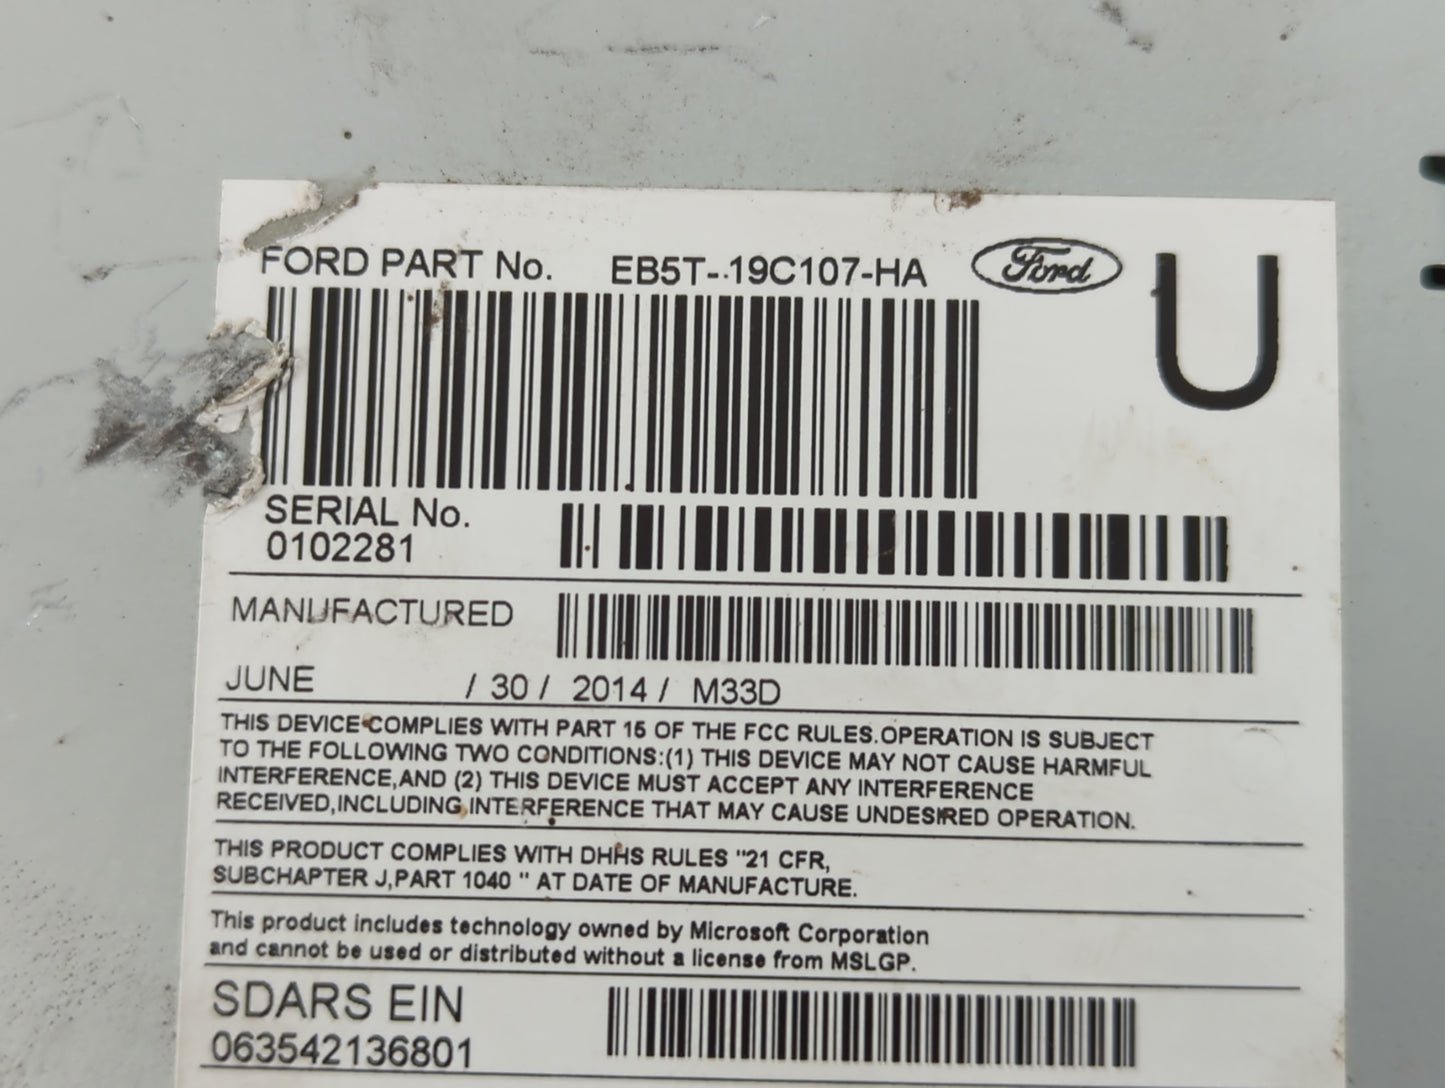 FORD PART No. EB5T-19C107-HA Ford U
SERIAL No.
0102281
MANUFACTURED
JUNE / 30 / 2014 / M33D
THIS DEVICE COMPLIES WITH PART 15 OF THE FCC RULES.OPERATION IS SUBJECT
TO THE FOLLOWING TWO CONDITIONS:(1) THIS DEVICE MAY NOT CAUSE HARMFUL
INTERFERENCE,AND (2) THIS DEVICE MUST ACCEPT ANY INTERFERENCE
RECEIVED,INCLUDING INTERFERENCE THAT MAY CAUSE UNDESIRED OPERATION.
THIS PRODUCT COMPLIES WITH DHHS RULES "21 CFR,
SUBCHAPTER J,PART 1040 " AT DATE OF MANUFACTURE.
This product includes technology owned by Microsoft Corporation
and cannot be used or distributed without a license from MSLGP.
SDARS EIN
063542136801